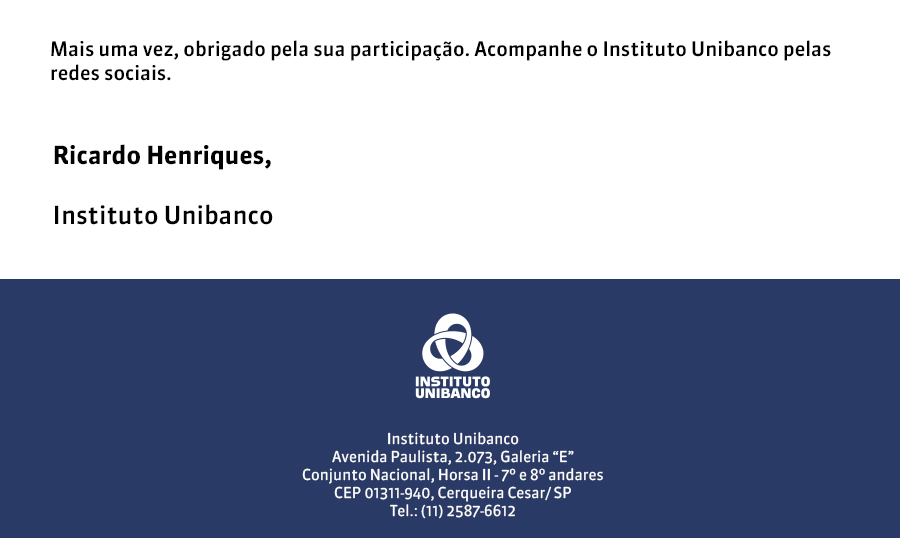 Mais uma vez, obrigado pela sua participação. Acompanhe o Instituto Unibanco pelas
redes sociais.
Ricardo Henriques,
Instituto Unibanco
INSTITUTO
UNIBANCO
Instituto Unibanco
Avenida Paulista, 2.073, Galeria “E”
Conjunto Nacional, Horsa II - 7º e 8º andares
CEP 01311-940, Cerqueira Cesar/ SP
Tel.: (11) 2587-6612